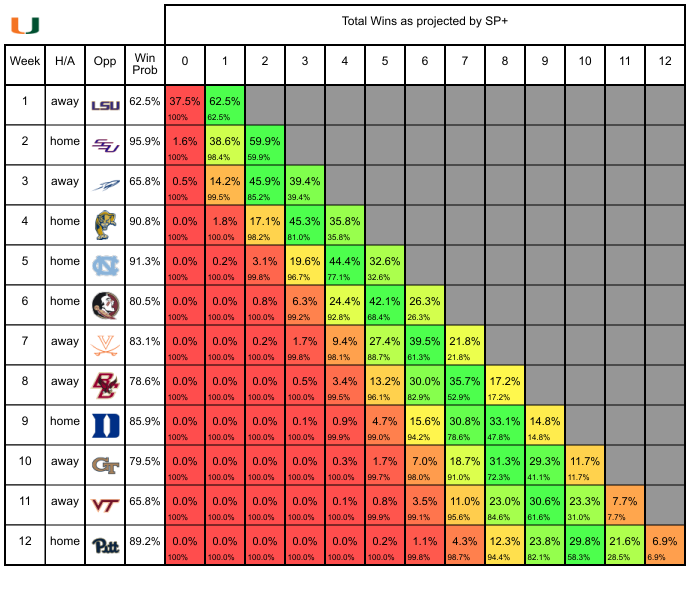 Total Wins as projected by SP+
Week H/A Opp Win Prob 0 1 2 3 4 5 6 7 8 9 10 11 12
1 away LSU 62.5% 37.5% 62.5%
100% 62.5%
2 home 95.9% 1.6% 38.6% 59.9%
100% 98.4% 59.9%
3 away 65.8% 0.5% 14.2% 45.9% 39.4%
100% 99.5% 85.2% 39.4%
4 home 90.8% 0.0% 1.8% 17.1% 45.3% 35.8%
100% 100.0% 98.2% 81.0% 35.8%
5 home NC 91.3% 0.0% 0.2% 3.1% 19.6% 44.4% 32.6%
100% 100.0% 99.8% 96.7% 77.1% 32.6%
6 home 80.5% 0.0% 0.0% 0.8% 6.3% 24.4% 42.1% 26.3%
100% 100.0% 100.0% 99.2% 92.8% 68.4% 26.3%
7 away V 83.1% 0.0% 0.0% 0.2% 1.7% 9.4% 27.4% 39.5% 21.8%
100% 100.0% 100.0% 99.8% 98.1% 88.7% 61.3% 21.8%
8 away BC 78.6% 0.0% 0.0% 0.0% 0.5% 3.4% 13.2% 30.0% 35.7% 17.2%
100% 100.0% 100.0% 100.0% 99.5% 96.1% 82.9% 52.9% 17.2%
9 home D 85.9% 0.0% 0.0% 0.0% 0.1% 0.9% 4.7% 15.6% 30.8% 33.1% 14.8%
100% 100.0% 100.0% 100.0% 99.9% 99.0% 94.2% 78.6% 47.8% 14.8%
10 away GT 79.5% 0.0% 0.0% 0.0% 0.0% 0.3% 1.7% 7.0% 18.7% 31.3% 29.3% 11.7%
100% 100.0% 100.0% 100.0% 100.0% 99.7% 98.0% 91.0% 72.3% 41.1% 11.7%
11 away VT 65.8% 0.0% 0.0% 0.0% 0.0% 0.1% 0.8% 3.5% 11.0% 23.0% 30.6% 23.3% 7.7%
100% 100.0% 100.0% 100.0% 100.0% 99.9% 99.1% 95.6% 84.6% 61.6% 31.0% 7.7%
12 home Pitt 89.2% 0.0% 0.0% 0.0% 0.0% 0.0% 0.2% 1.1% 4.3% 12.3% 23.8% 29.8% 21.6% 6.9%
100% 100.0% 100.0% 100.0% 100.0% 100.0% 99.8% 98.7% 94.4% 82.1% 58.3% 28.5% 6.9%